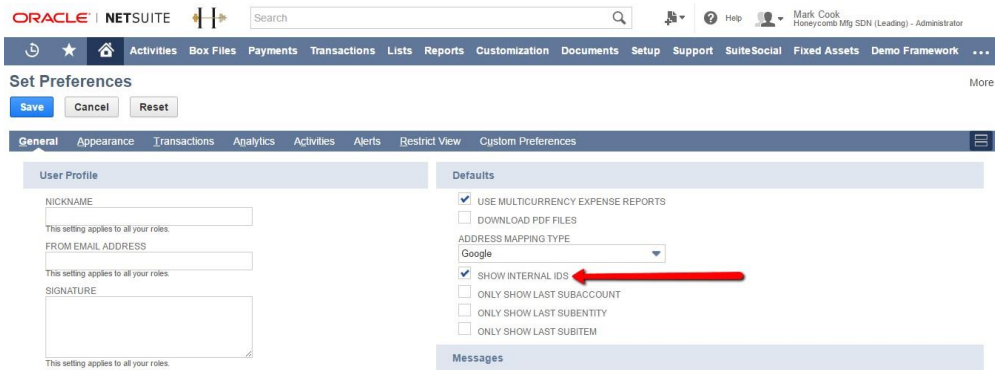 ORACLE | NETSUITE
Search
Help
Mark Cook
Honeycomb Mfg SDN (Leading) - Administrator
Activities Box Files Payments Transactions Lists Reports Customization Documents Setup Support SuiteSocial Fixed Assets Demo Framework ...
Set Preferences
More
Save Cancel Reset
General Appearance Transactions Analytics Activities Alerts Restrict View Custom Preferences
User Profile
NICKNAME
This setting applies to all your roles.
FROM EMAIL ADDRESS
This setting applies to all your roles.
SIGNATURE
This setting applies to all your roles.
Defaults
USE MULTICURRENCY EXPENSE REPORTS
DOWNLOAD PDF FILES
ADDRESS MAPPING TYPE
Google
SHOW INTERNAL IDS
ONLY SHOW LAST SUBACCOUNT
ONLY SHOW LAST SUBENTITY
ONLY SHOW LAST SUBITEM
Messages